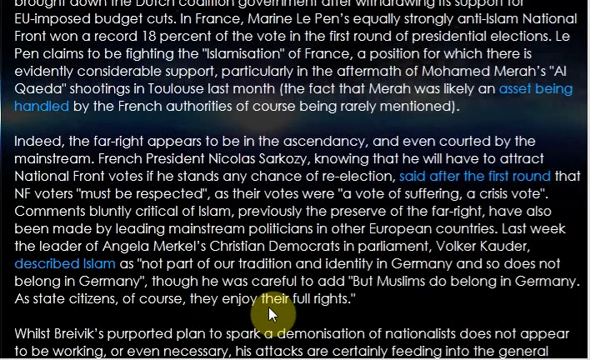 brought down the Dutch coalition government after withdrawing its support for
EU-imposed budget cuts. In France, Marine Le Pen's equally strongly anti-Islam National
Front won a record 18 percent of the vote in the first round of presidential elections. Le
Pen claims to be fighting the "Islamisation" of France, a position for which there is
evidently considerable support, particularly in the aftermath of Mohamed Merah's "Al
Qaeda" shootings in Toulouse last month (the fact that Merah was likely an asset being
handled by the French authorities of course being rarely mentioned).
Indeed, the far-right appears to be in the ascendancy, and even courted by the
mainstream. French President Nicolas Sarkozy, knowing that he will have to attract
National Front votes if he stands any chance of re-election, said after the first round that
NF voters "must be respected", as their votes were "a vote of suffering, a crisis vote".
Comments bluntly critical of Islam, previously the preserve of the far-right, have also
been made by leading mainstream politicians in other European countries. Last week
the leader of Angela Merkel's Christian Democrats in parliament, Volker Kauder,
described Islam as "not part of our tradition and identity in Germany and so does not
belong in Germany", though he was careful to add "But Muslims do belong in Germany.
As state citizens, of course, they enjoy their full rights."
Whilst Breivik's purported plan to spark a demonisation of nationalists does not appear
to be working, or even necessary, his attacks are certainly feeding into the general